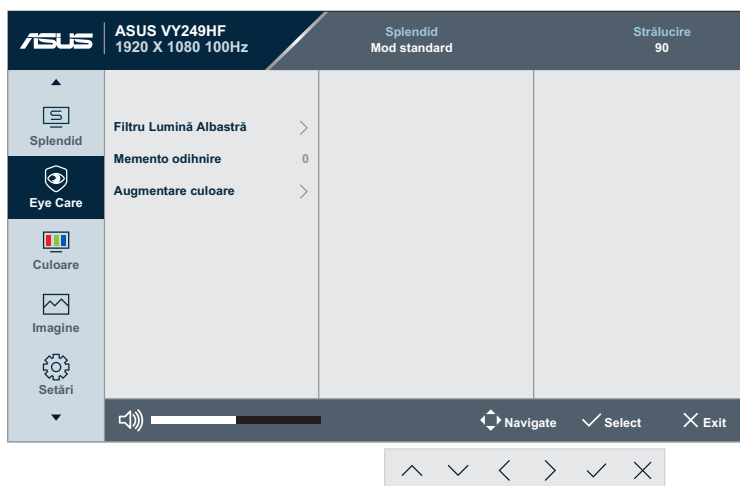 ASUS
ASUS VY249HF
1920 X 1080 100Hz
Splendid
Mod standard
Strălucire
90
S
Splendid
Eye Care
Culoare
Imagine
Setări
Filtru Lumină Albastră
Memento odihnire 0
Augmentare culoare
Navigate
Select
Exit